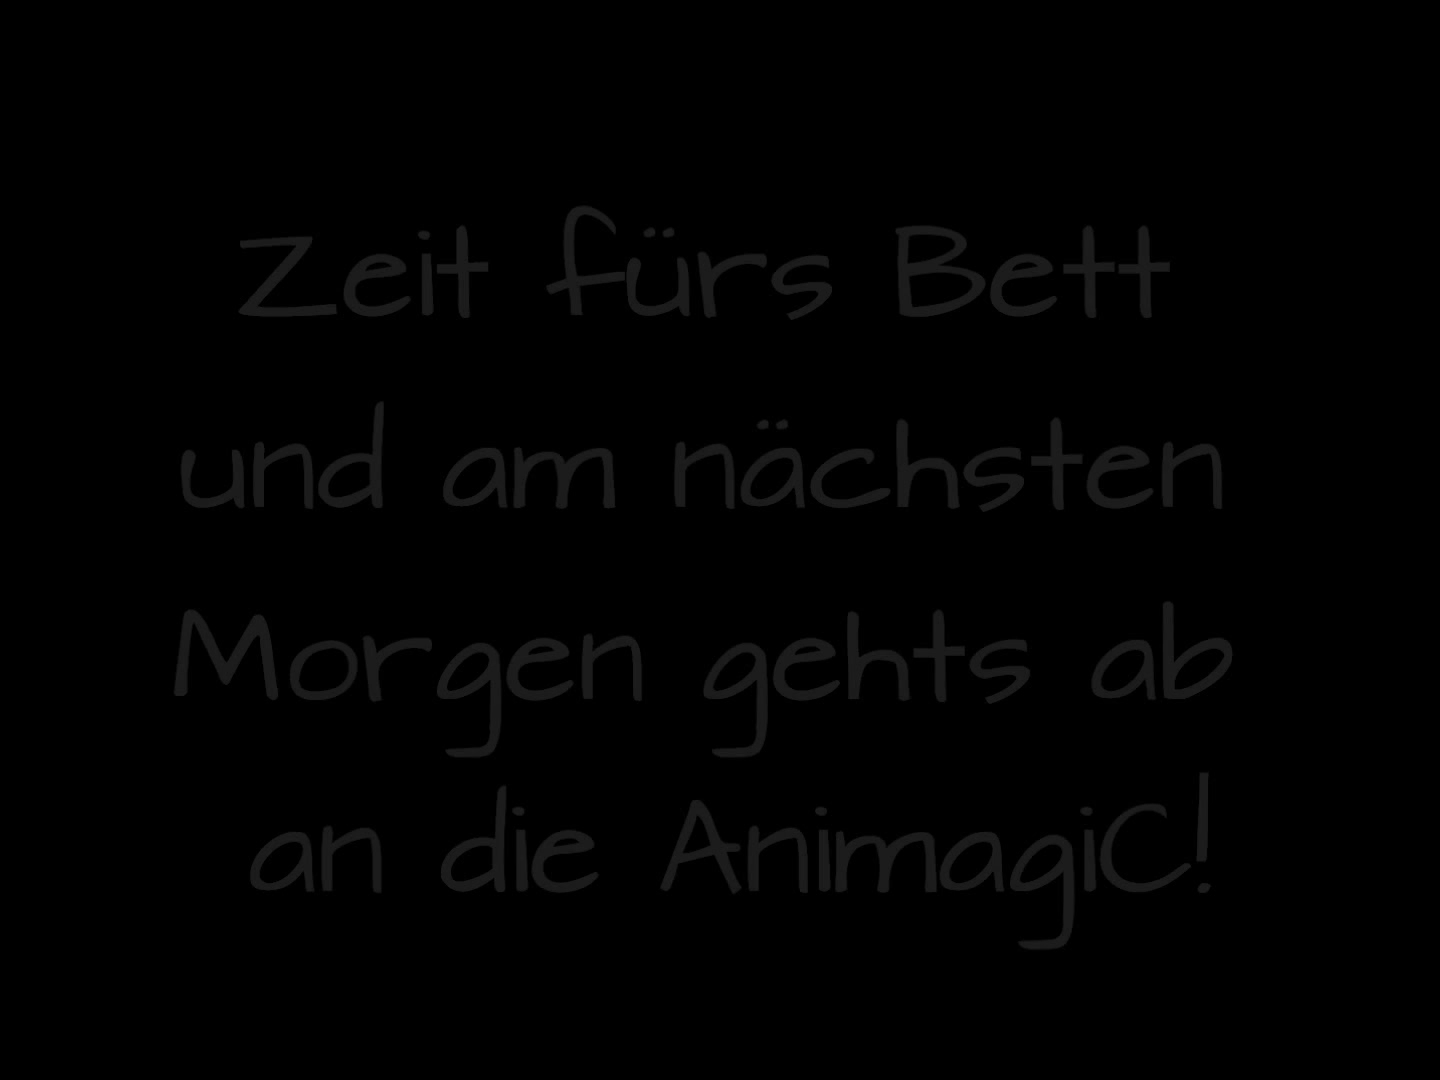 Zeit fürs Bett
und am nächsten
Morgen gehts ab
an die AnimagiC!